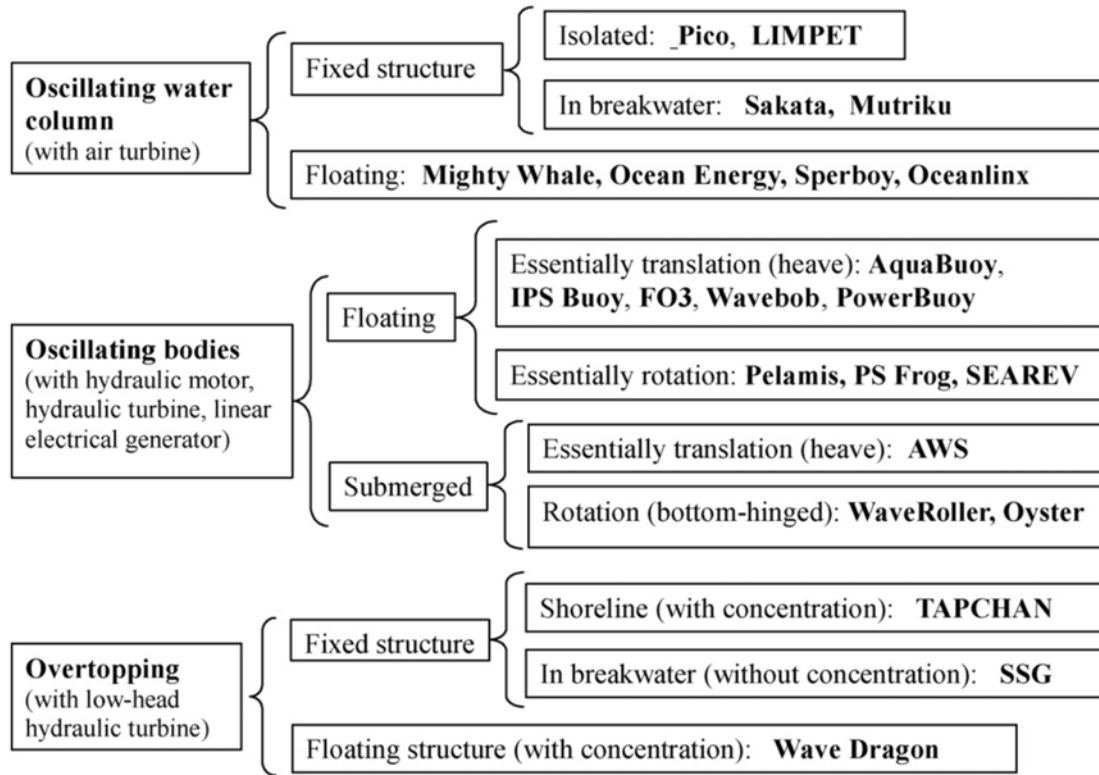 Oscillating water
column
(with air turbine)
Fixed structure
Isolated: _Pico, LIMPET
In breakwater: Sakata, Mutriku
Floating: Mighty Whale, Ocean Energy, Sperboy, Oceanlinx
Oscillating bodies
(with hydraulic motor,
hydraulic turbine, linear
electrical generator)
Floating
Essentially translation (heave): AquaBuoy,
IPS Buoy, FO3, Wavebob, PowerBuoy
Essentially rotation: Pelamis, PS Frog, SEAREV
Submerged
Essentially translation (heave): AWS
Rotation (bottom-hinged): WaveRoller, Oyster
Overtopping
(with low-head
hydraulic turbine)
Fixed structure
Shoreline (with concentration): TAPCHAN
In breakwater (without concentration): SSG
Floating structure (with concentration): Wave Dragon